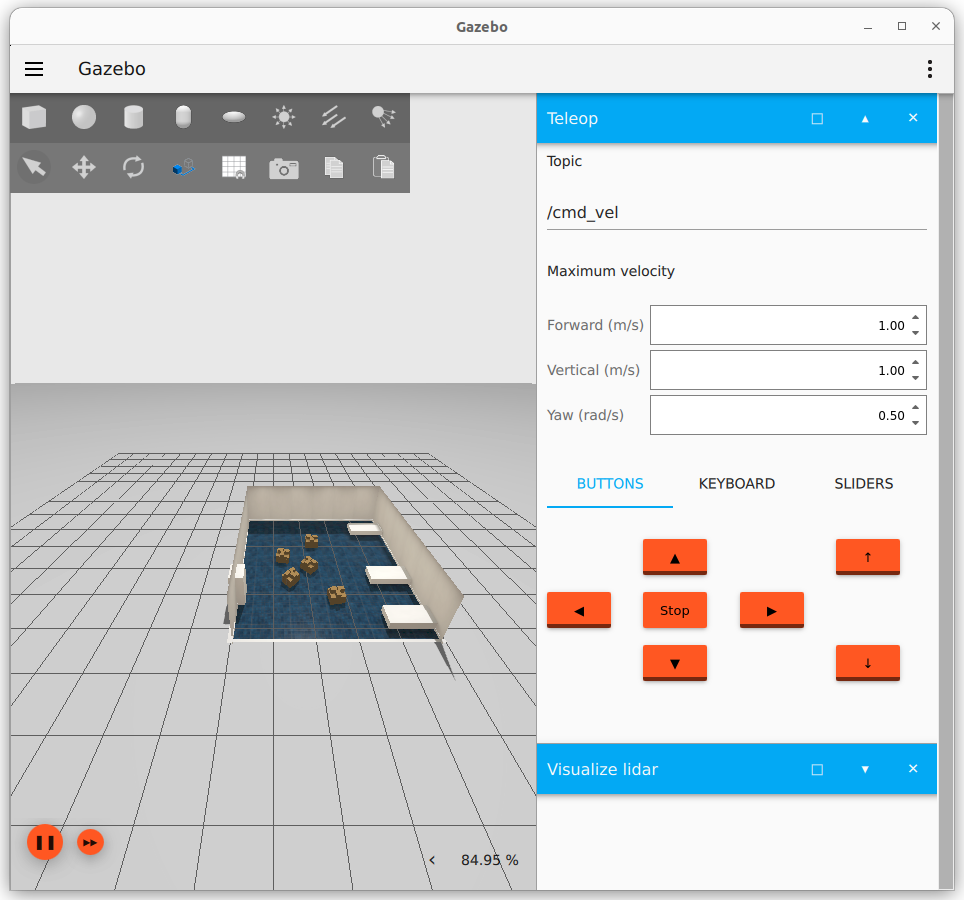 Gazebo
Gazebo
Teleop
Topic
/cmd_vel
Maximum velocity
Forward (m/s) 1.00
Vertical (m/s) 1.00
Yaw (rad/s) 0.50
BUTTONS KEYBOARD SLIDERS
Stop
Visualize lidar
84.95 %